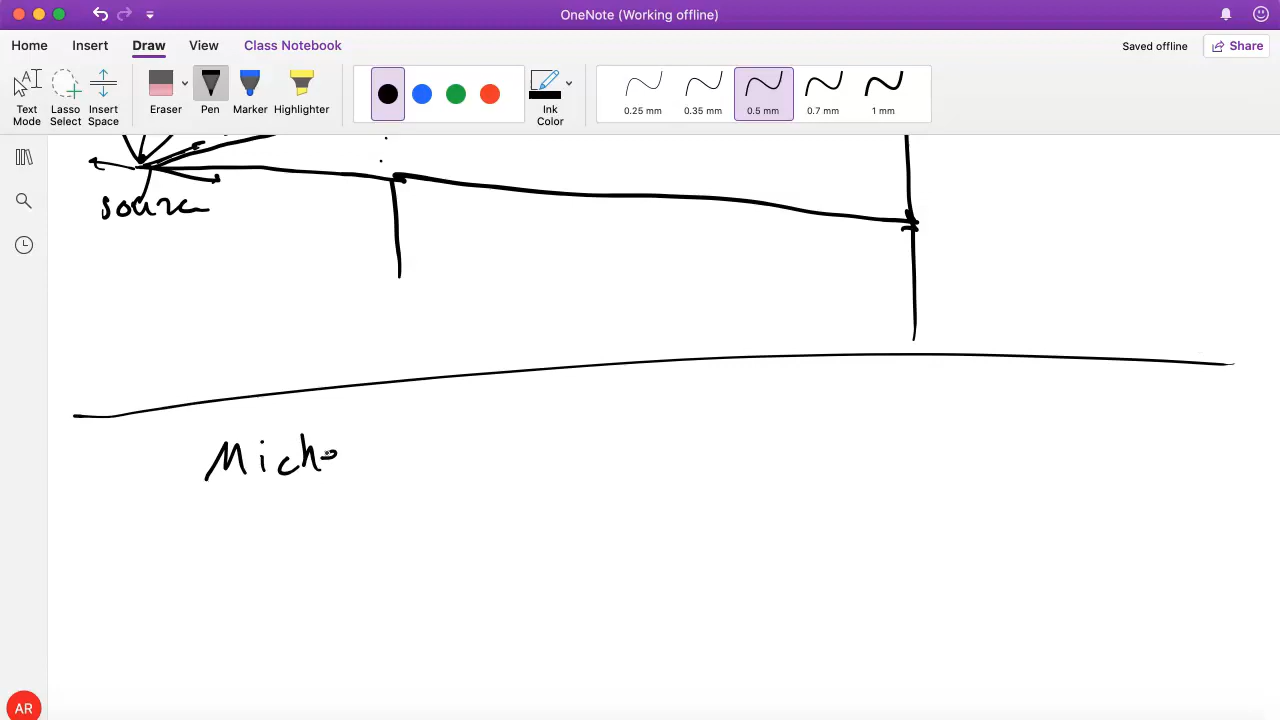 OneNote (Working offline)
Home Insert Draw View Class Notebook Saved offline Share
Text Mode Lasso Select Insert Space Eraser Pen Marker Highlighter Ink Color 0.25 mm 0.35 mm 0.5 mm 0.7 mm 1 mm
source
Mich
AR